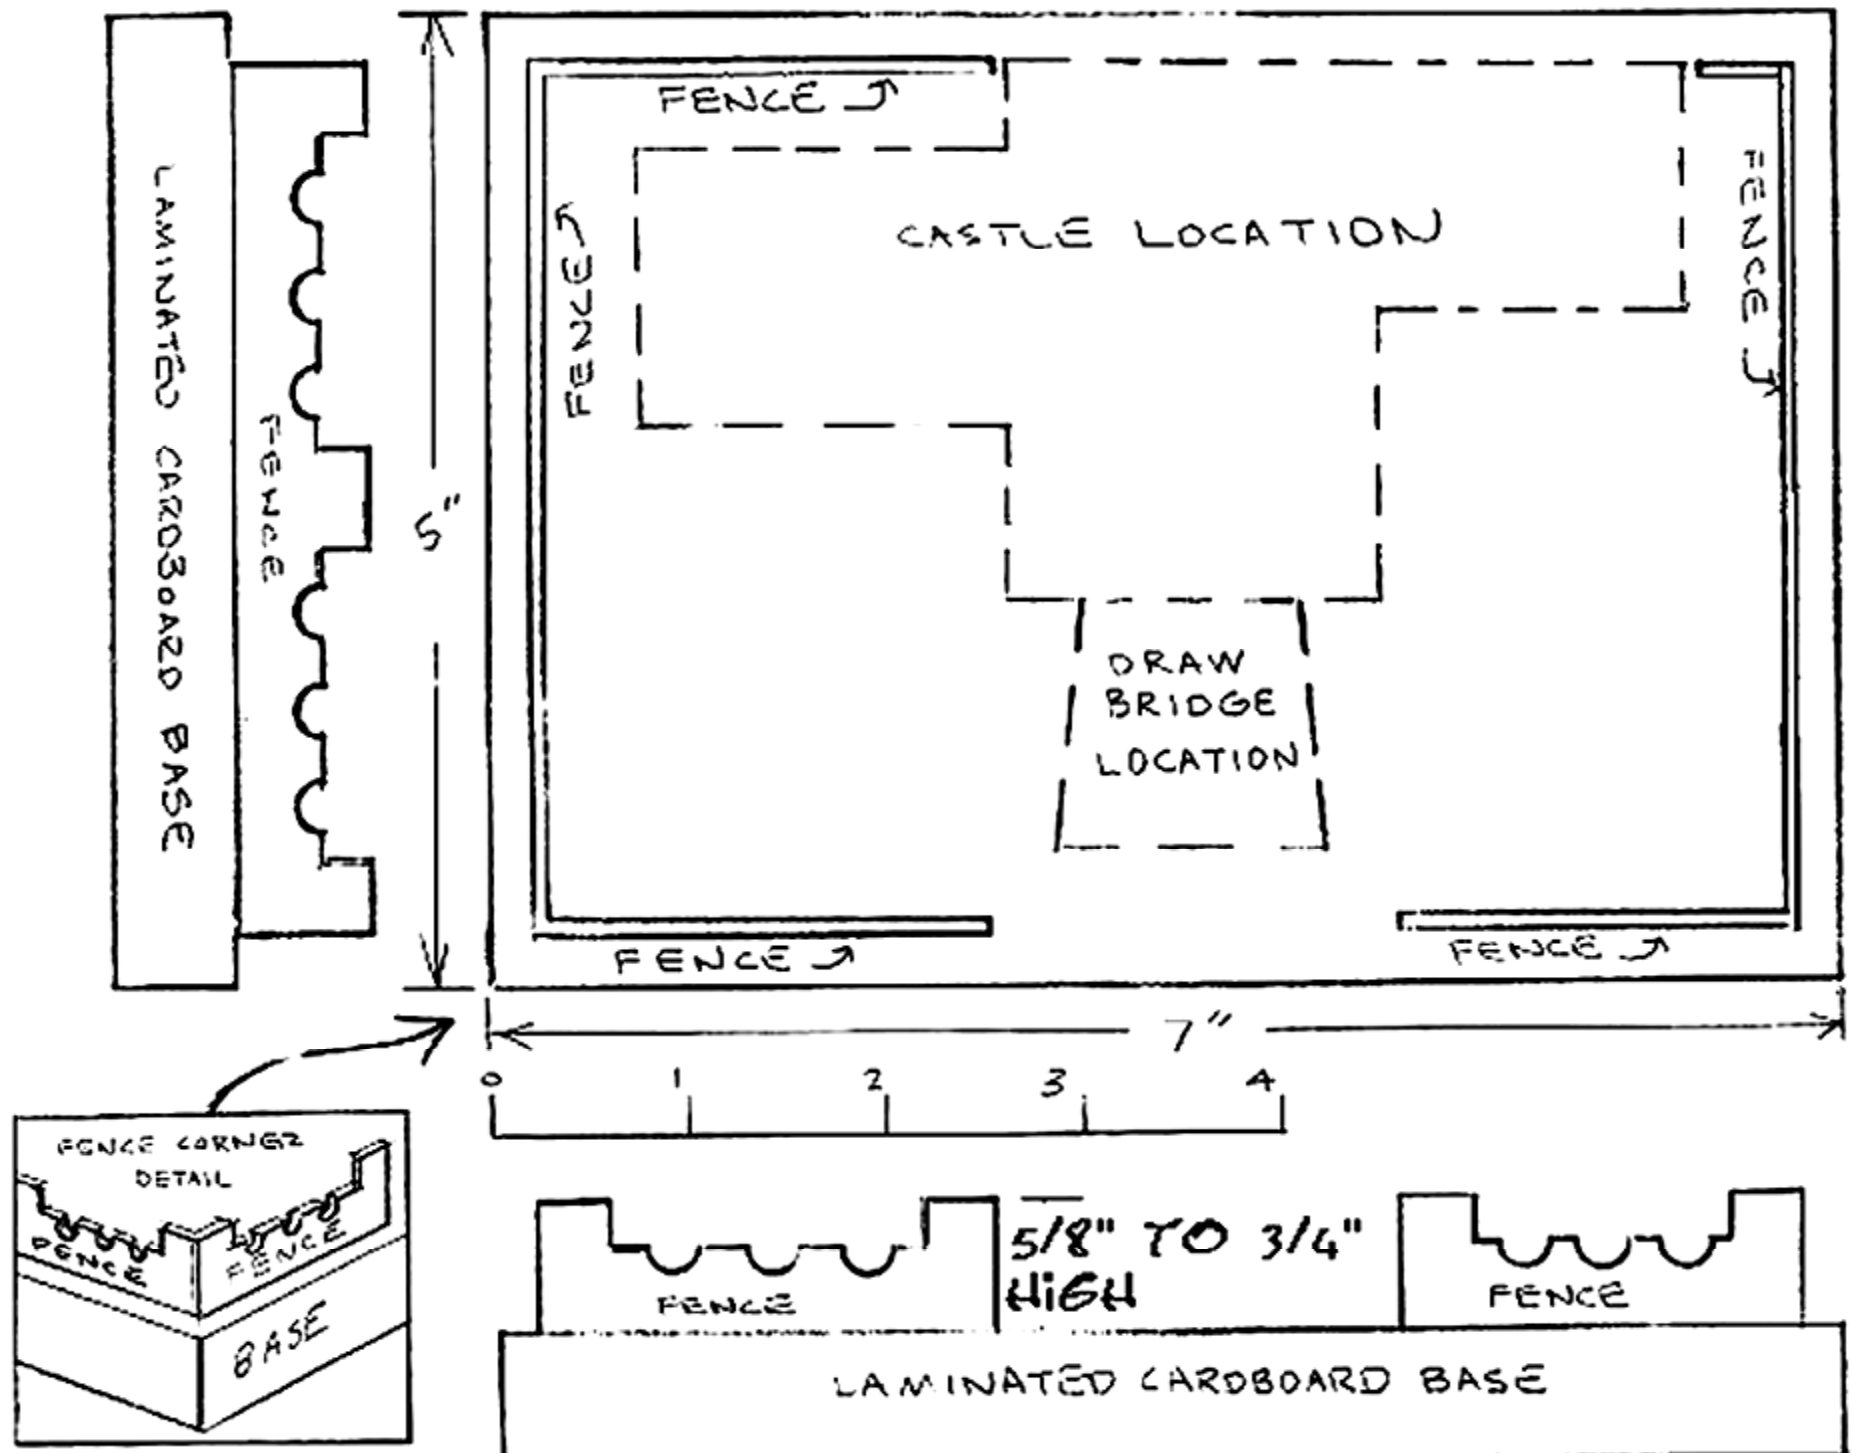 FENCE
FENCE
FENCE
CASTLE LOCATION
LAMINATED CARDBOARD BASE
FENCE
5"
DRAW
BRIDGE
LOCATION
FENCE
FENCE
7"
0 1 2 3 4
FENCE CORNER
DETAIL
FENCE
FENCE
BASE
5/8" TO 3/4"
HIGH
FENCE
FENCE
LAMINATED CARDBOARD BASE